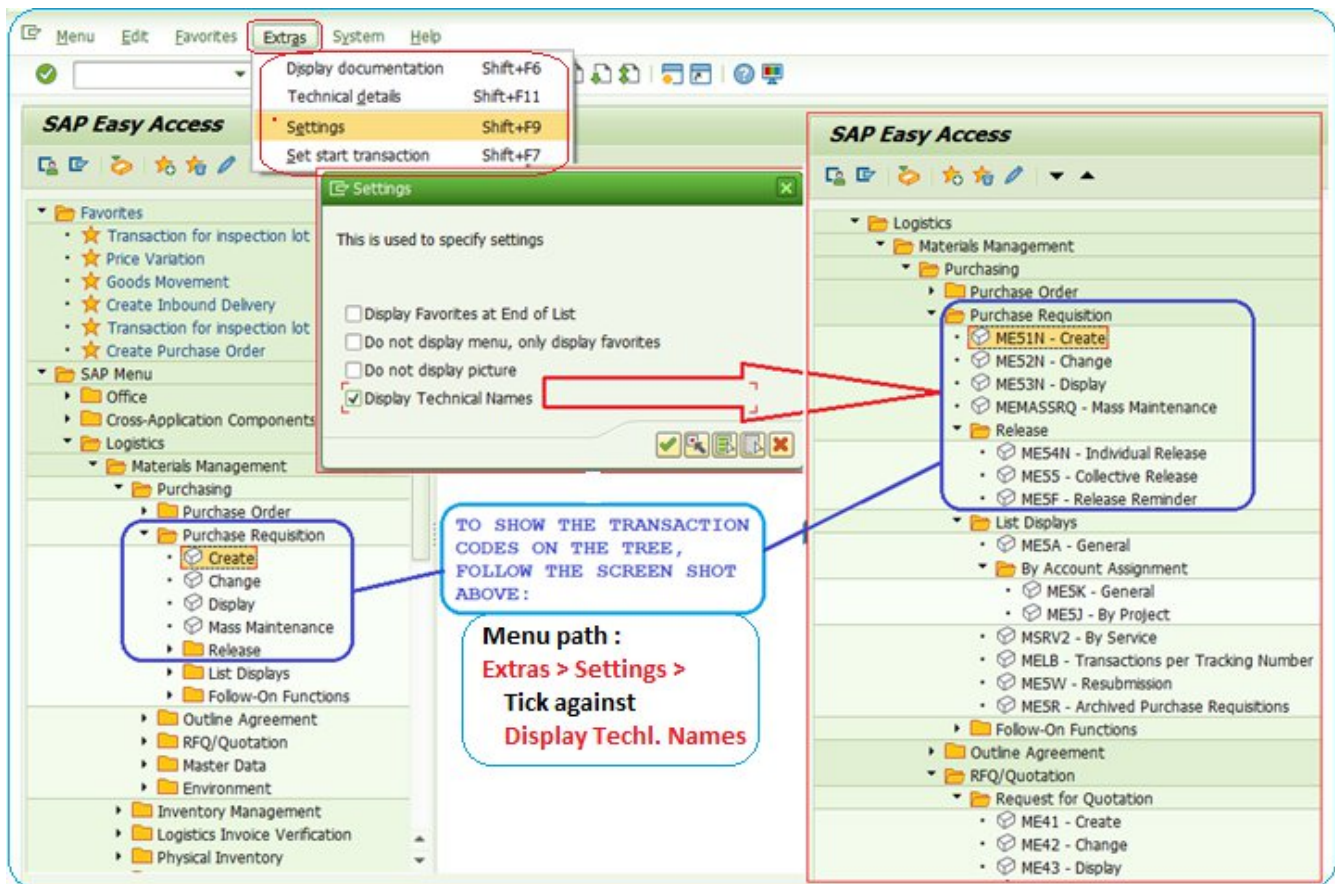 Menu Edit Favorites Extras System Help
Display documentation Shift+F6
Technical details Shift+F11
Settings Shift+F9
Set start transaction Shift+F7
SAP Easy Access
Favorites
Transaction for inspection lot
Price Variation
Goods Movement
Create Inbound Delivery
Transaction for inspection lot
Create Purchase Order
SAP Menu
Office
Cross-Application Components
Logistics
Materials Management
Purchasing
Purchase Order
Purchase Requisition
Create
Change
Display
Mass Maintenance
Release
List Displays
Follow-On Functions
Outline Agreement
RFQ/Quotation
Master Data
Environment
Inventory Management
Logistics Invoice Verification
Physical Inventory
Settings
This is used to specify settings
Display Favorites at End of List
Do not display menu, only display favorites
Do not display picture
Display Technical Names
TO SHOW THE TRANSACTION
CODES ON THE TREE,
FOLLOW THE SCREEN SHOT
ABOVE:
Menu path :
Extras > Settings >
Tick against
Display Techl. Names
SAP Easy Access
Logistics
Materials Management
Purchasing
Purchase Order
Purchase Requisition
ME51N - Create
ME52N - Change
ME53N - Display
MEMASSRQ - Mass Maintenance
Release
ME54N - Individual Release
ME55 - Collective Release
ME5F - Release Reminder
List Displays
ME5A - General
By Account Assignment
ME5K - General
ME5J - By Project
MSRV2 - By Service
MELB - Transactions per Tracking Number
ME5W - Resubmission
ME5R - Archived Purchase Requisitions
Follow-On Functions
Outline Agreement
RFQ/Quotation
Request for Quotation
ME41 - Create
ME42 - Change
ME43 - Display